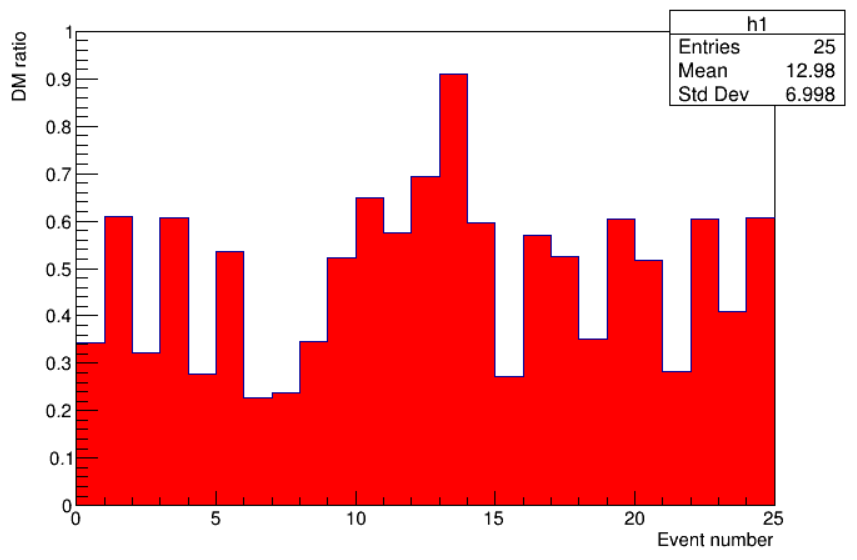 h1
Entries 25
Mean 12.98
Std Dev 6.998
DM ratio
1
0.9
0.8
0.7
0.6
0.5
0.4
0.3
0.2
0.1
0
0 5 10 15 20 25
Event number